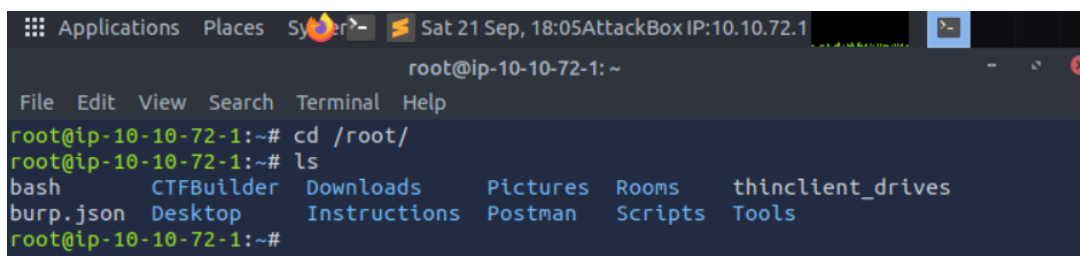 Applications Places Sy er Sat 21 Sep, 18:05AttackBox IP:10.10.72.1
root@ip-10-10-72-1: ~
File Edit View Search Terminal Help
root@ip-10-10-72-1:~# cd /root/
root@ip-10-10-72-1:~# ls
bash CTFBuilder Downloads Pictures Rooms thinclient_drives
burp.json Desktop Instructions Postman Scripts Tools
root@ip-10-10-72-1:~#